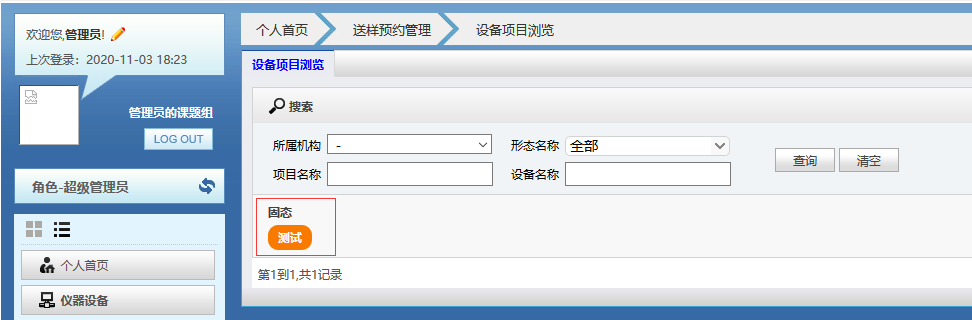 欢迎您,管理员!
上次登录：2020-11-03 18:23
管理员的课题组
LOG OUT
角色-超级管理员
个人首页
仪器设备
个人首页 送样预约管理 设备项目浏览
设备项目浏览
搜索
所属机构 - 形态名称 全部
项目名称 设备名称
查询 清空
固态
测试
第1到1,共1记录